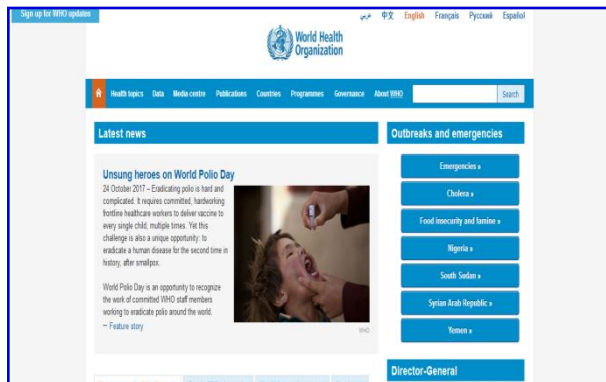 Sign up for WHO updates
عربي 中文 English Français Русский Español
World Health
Organization
Health topics Data Media centre Publications Countries Programmes Governance About WHO Search
Latest news
Unsung heroes on World Polio Day
24 October 2017 – Eradicating polio is hard and
complicated. It requires committed, hardworking
frontline healthcare workers to deliver vaccine to
every single child, multiple times. Yet this
challenge is also a unique opportunity: to
eradicate a human disease for the second time in
history, after smallpox.
World Polio Day is an opportunity to recognize
the work of committed WHO staff members
working to eradicate polio around the world.
– Feature story
WHO
Outbreaks and emergencies
Emergencies »
Cholera »
Food insecurity and famine »
Nigeria »
South Sudan »
Syrian Arab Republic »
Yemen »
Director-General